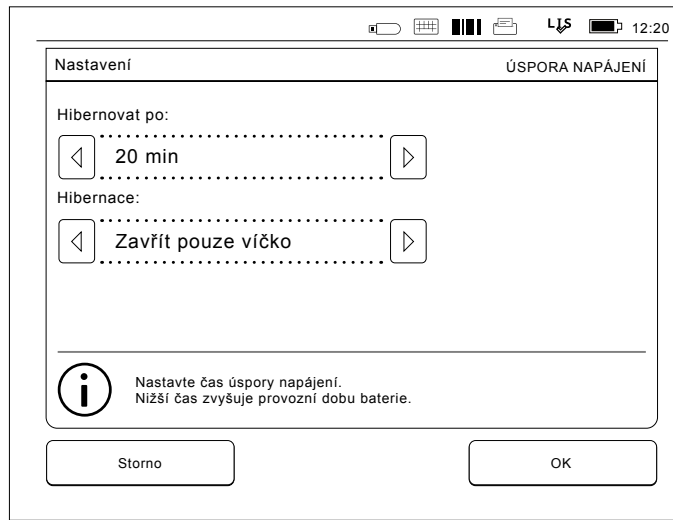 LIS 12:20
Nastavení ÚSPORA NAPÁJENÍ
Hibernovat po:
20 min
Hibernace:
Zavřít pouze víčko
Nastavte čas úspory napájení.
Nižší čas zvyšuje provozní dobu baterie.
Storno OK